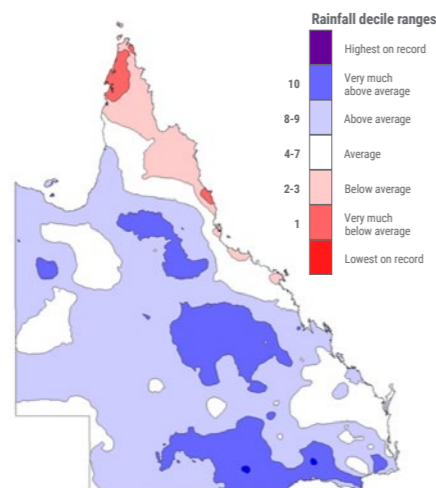 Rainfall decile ranges
Highest on record
10 Very much
above average
8-9 Above average
4-7 Average
2-3 Below average
1 Very much
below average
Lowest on record